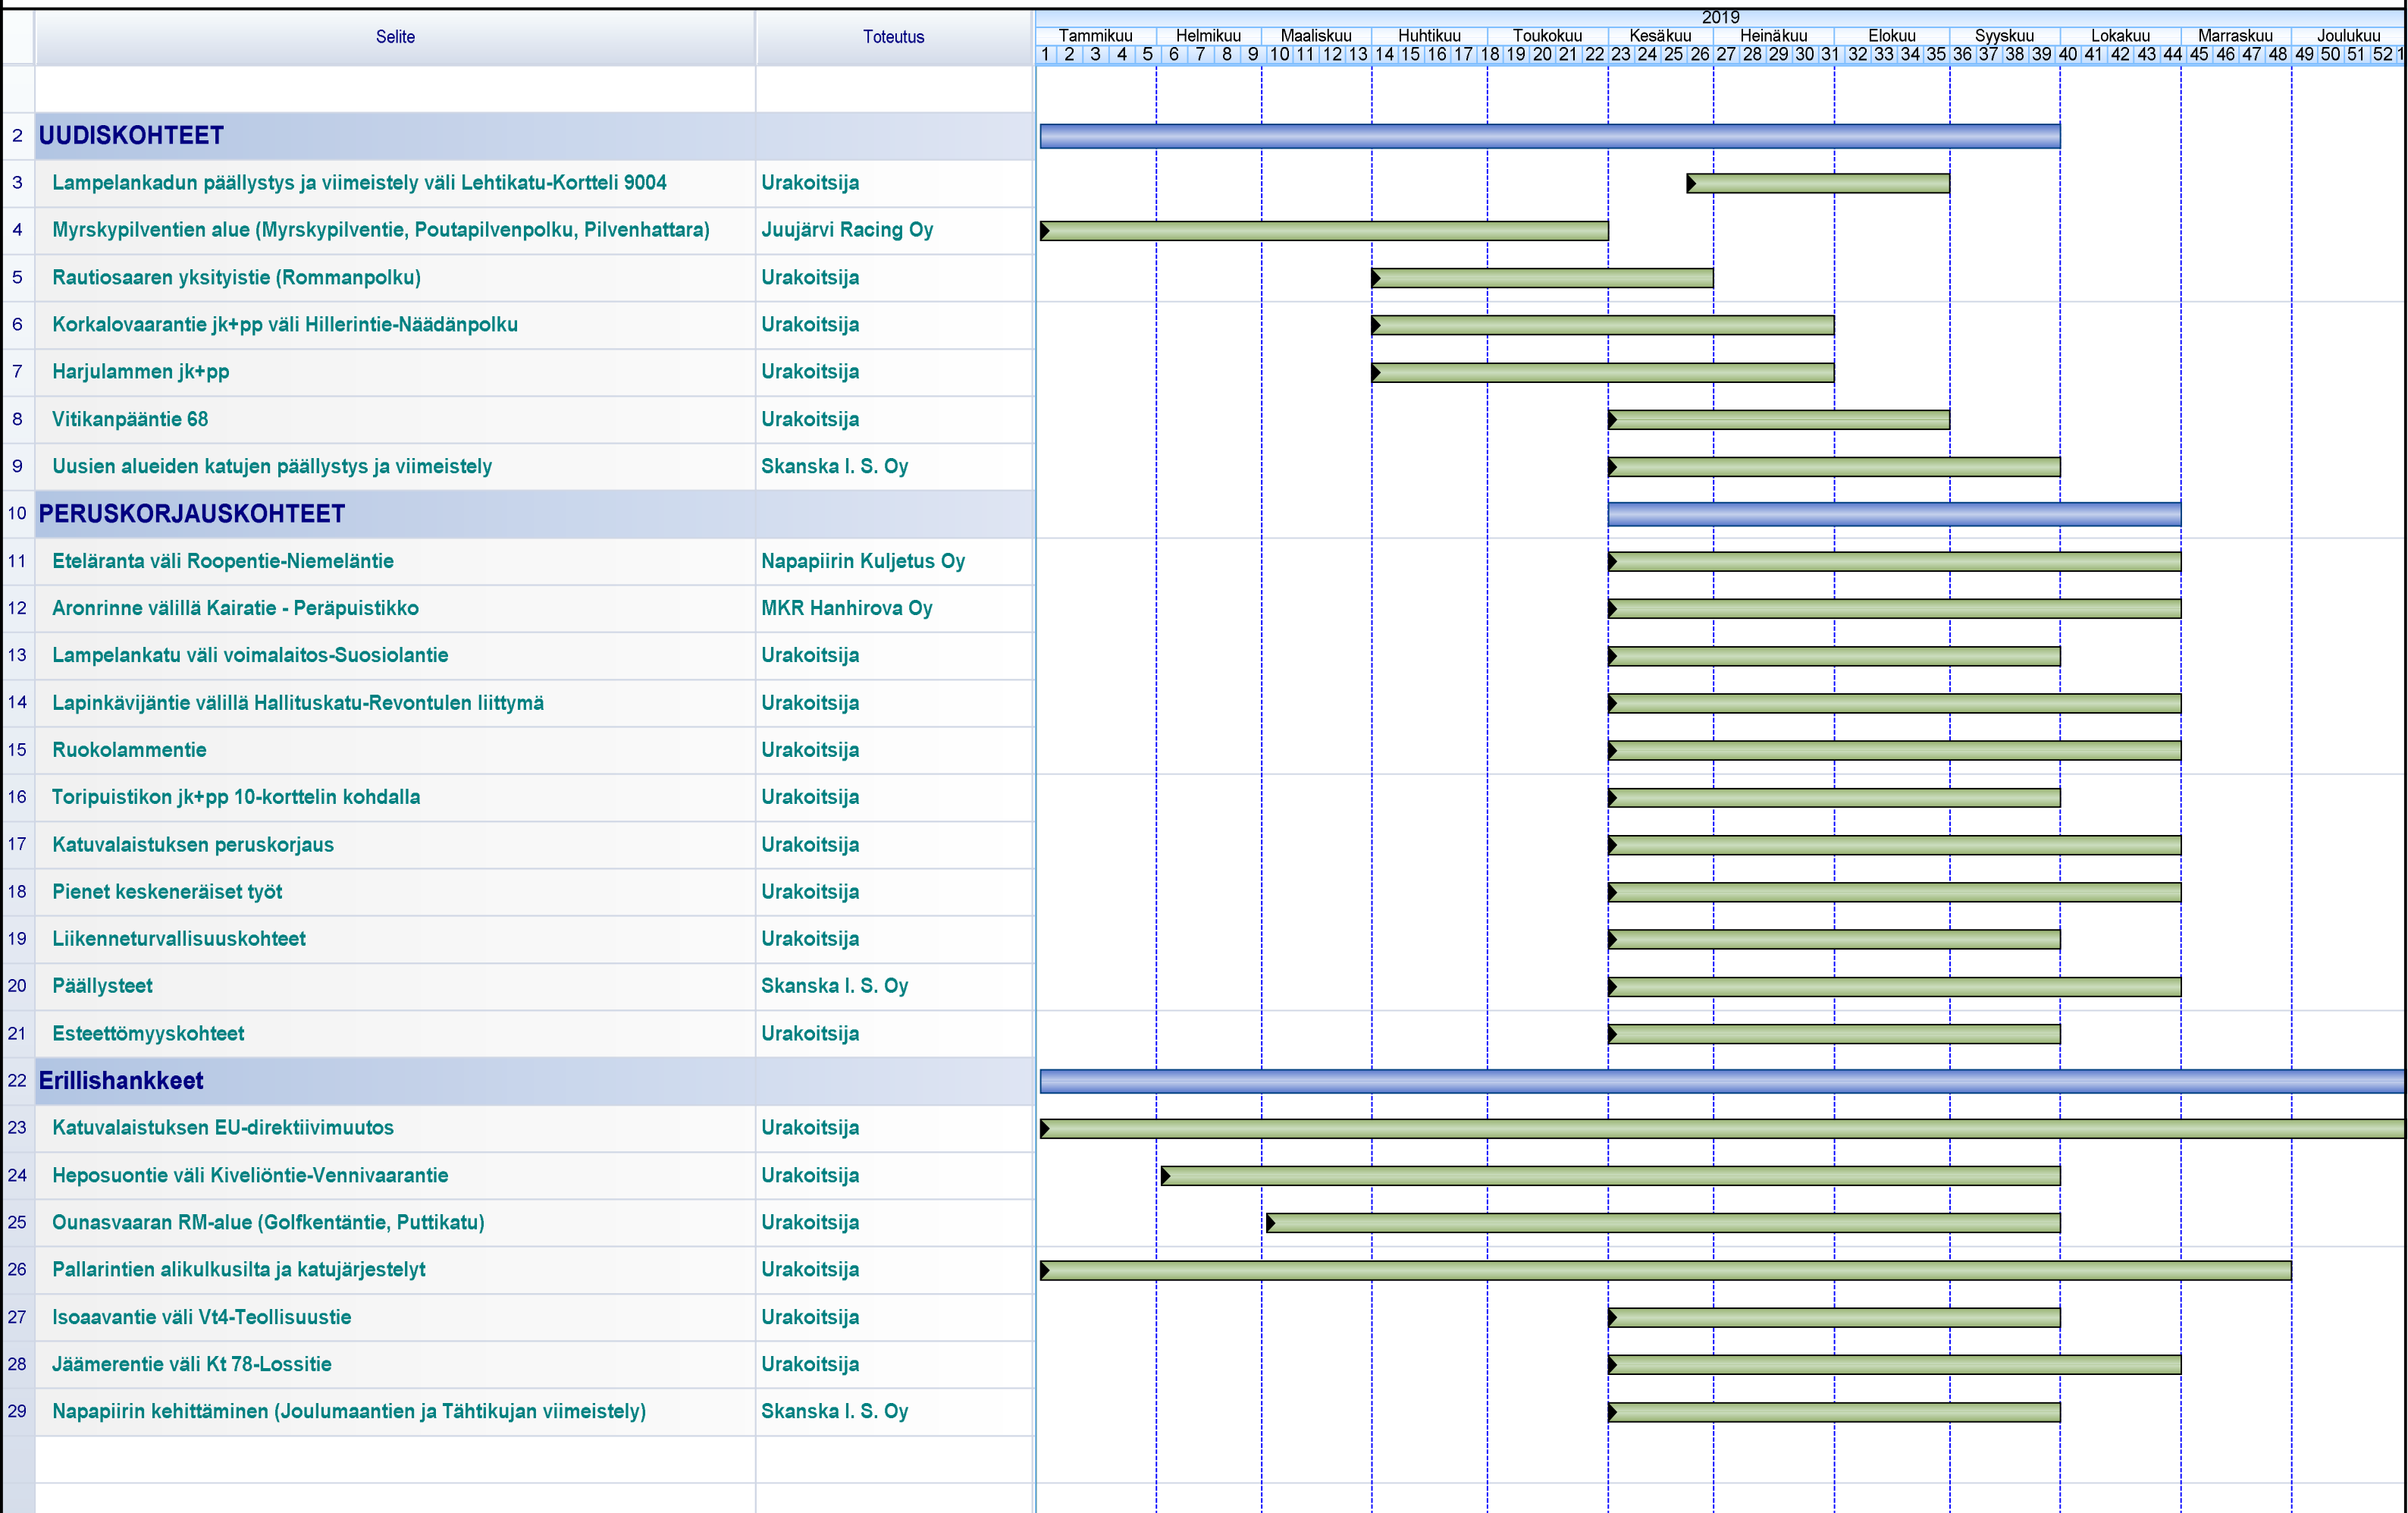 2019
Selite Toteutus Tammikuu Helmikuu Maaliskuu Huhtikuu Toukokuu Kesäkuu Heinäkuu Elokuu Syyskuu Lokakuu Marraskuu Joulukuu
1 2 3 4 5 6 7 8 9 10 11 12 13 14 15 16 17 18 19 20 21 22 23 24 25 26 27 28 29 30 31 32 33 34 35 36 37 38 39 40 41 42 43 44 45 46 47 48 49 50 51 52 1
2 UUDISKOHTEET
3 Lampelankadun päällystys ja viimeistely väli Lehtikatu-Kortteli 9004 Urakoitsija
4 Myrskypilventien alue (Myrskypilventie, Poutapilvenpolku, Pilvenhattara) Juujärvi Racing Oy
5 Rautiosaaren yksityistie (Rommanpolku) Urakoitsija
6 Korkalovaarantie jk+pp väli Hillerintie-Näädänpolku Urakoitsija
7 Harjulammen jk+pp Urakoitsija
8 Vitikanpääntie 68 Urakoitsija
9 Uusien alueiden katujen päällystys ja viimeistely Skanska I. S. Oy
10 PERUSKORJAUSKOHTEET
11 Eteläranta väli Roopentie-Niemeläntie Napapiirin Kuljetus Oy
12 Aronrinne välillä Kairatie - Peräpuistikko MKR Hanhirova Oy
13 Lampelankatu väli voimalaitos-Suosiolantie Urakoitsija
14 Lapinkävijäntie välillä Hallituskatu-Revontulen liittymä Urakoitsija
15 Ruokolammentie Urakoitsija
16 Toripuistikon jk+pp 10-korttelin kohdalla Urakoitsija
17 Katuvalaistuksen peruskorjaus Urakoitsija
18 Pienet keskeneräiset työt Urakoitsija
19 Liikenneturvallisuuskohteet Urakoitsija
20 Päällysteet Skanska I. S. Oy
21 Esteettömyyskohteet Urakoitsija
22 Erillishankkeet
23 Katuvalaistuksen EU-direktiivimuutos Urakoitsija
24 Heposuontie väli Kiveliöntie-Vennivaarantie Urakoitsija
25 Ounasvaaran RM-alue (Golfkentäntie, Puttikatu) Urakoitsija
26 Pallarintien alikulkusilta ja katujärjestelyt Urakoitsija
27 Isoaavantie väli Vt4-Teollisuustie Urakoitsija
28 Jäämerentie väli Kt 78-Lossitie Urakoitsija
29 Napapiirin kehittäminen (Joulumaantien ja Tähtikujan viimeistely) Skanska I. S. Oy